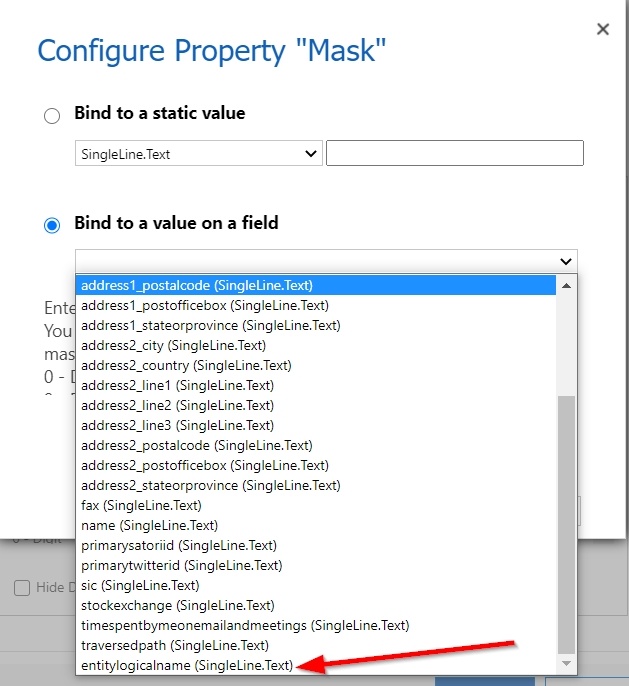 Configure Property "Mask"
Bind to a static value
SingleLine.Text
Bind to a value on a field
address1_postalcode (SingleLine.Text)
address1_postofficebox (SingleLine.Text)
address1_stateorprovince (SingleLine.Text)
address2_city (SingleLine.Text)
address2_country (SingleLine.Text)
address2_line1 (SingleLine.Text)
address2_line2 (SingleLine.Text)
address2_line3 (SingleLine.Text)
address2_postalcode (SingleLine.Text)
address2_postofficebox (SingleLine.Text)
address2_stateorprovince (SingleLine.Text)
fax (SingleLine.Text)
name (SingleLine.Text)
primarysatoriid (SingleLine.Text)
primarytwitterid (SingleLine.Text)
sic (SingleLine.Text)
stockexchange (SingleLine.Text)
timespentbymeonemailandmeetings (SingleLine.Text)
traversedpath (SingleLine.Text)
entitylogicalname (SingleLine.Text)
Ente
You
mas
0 - D
Hide D